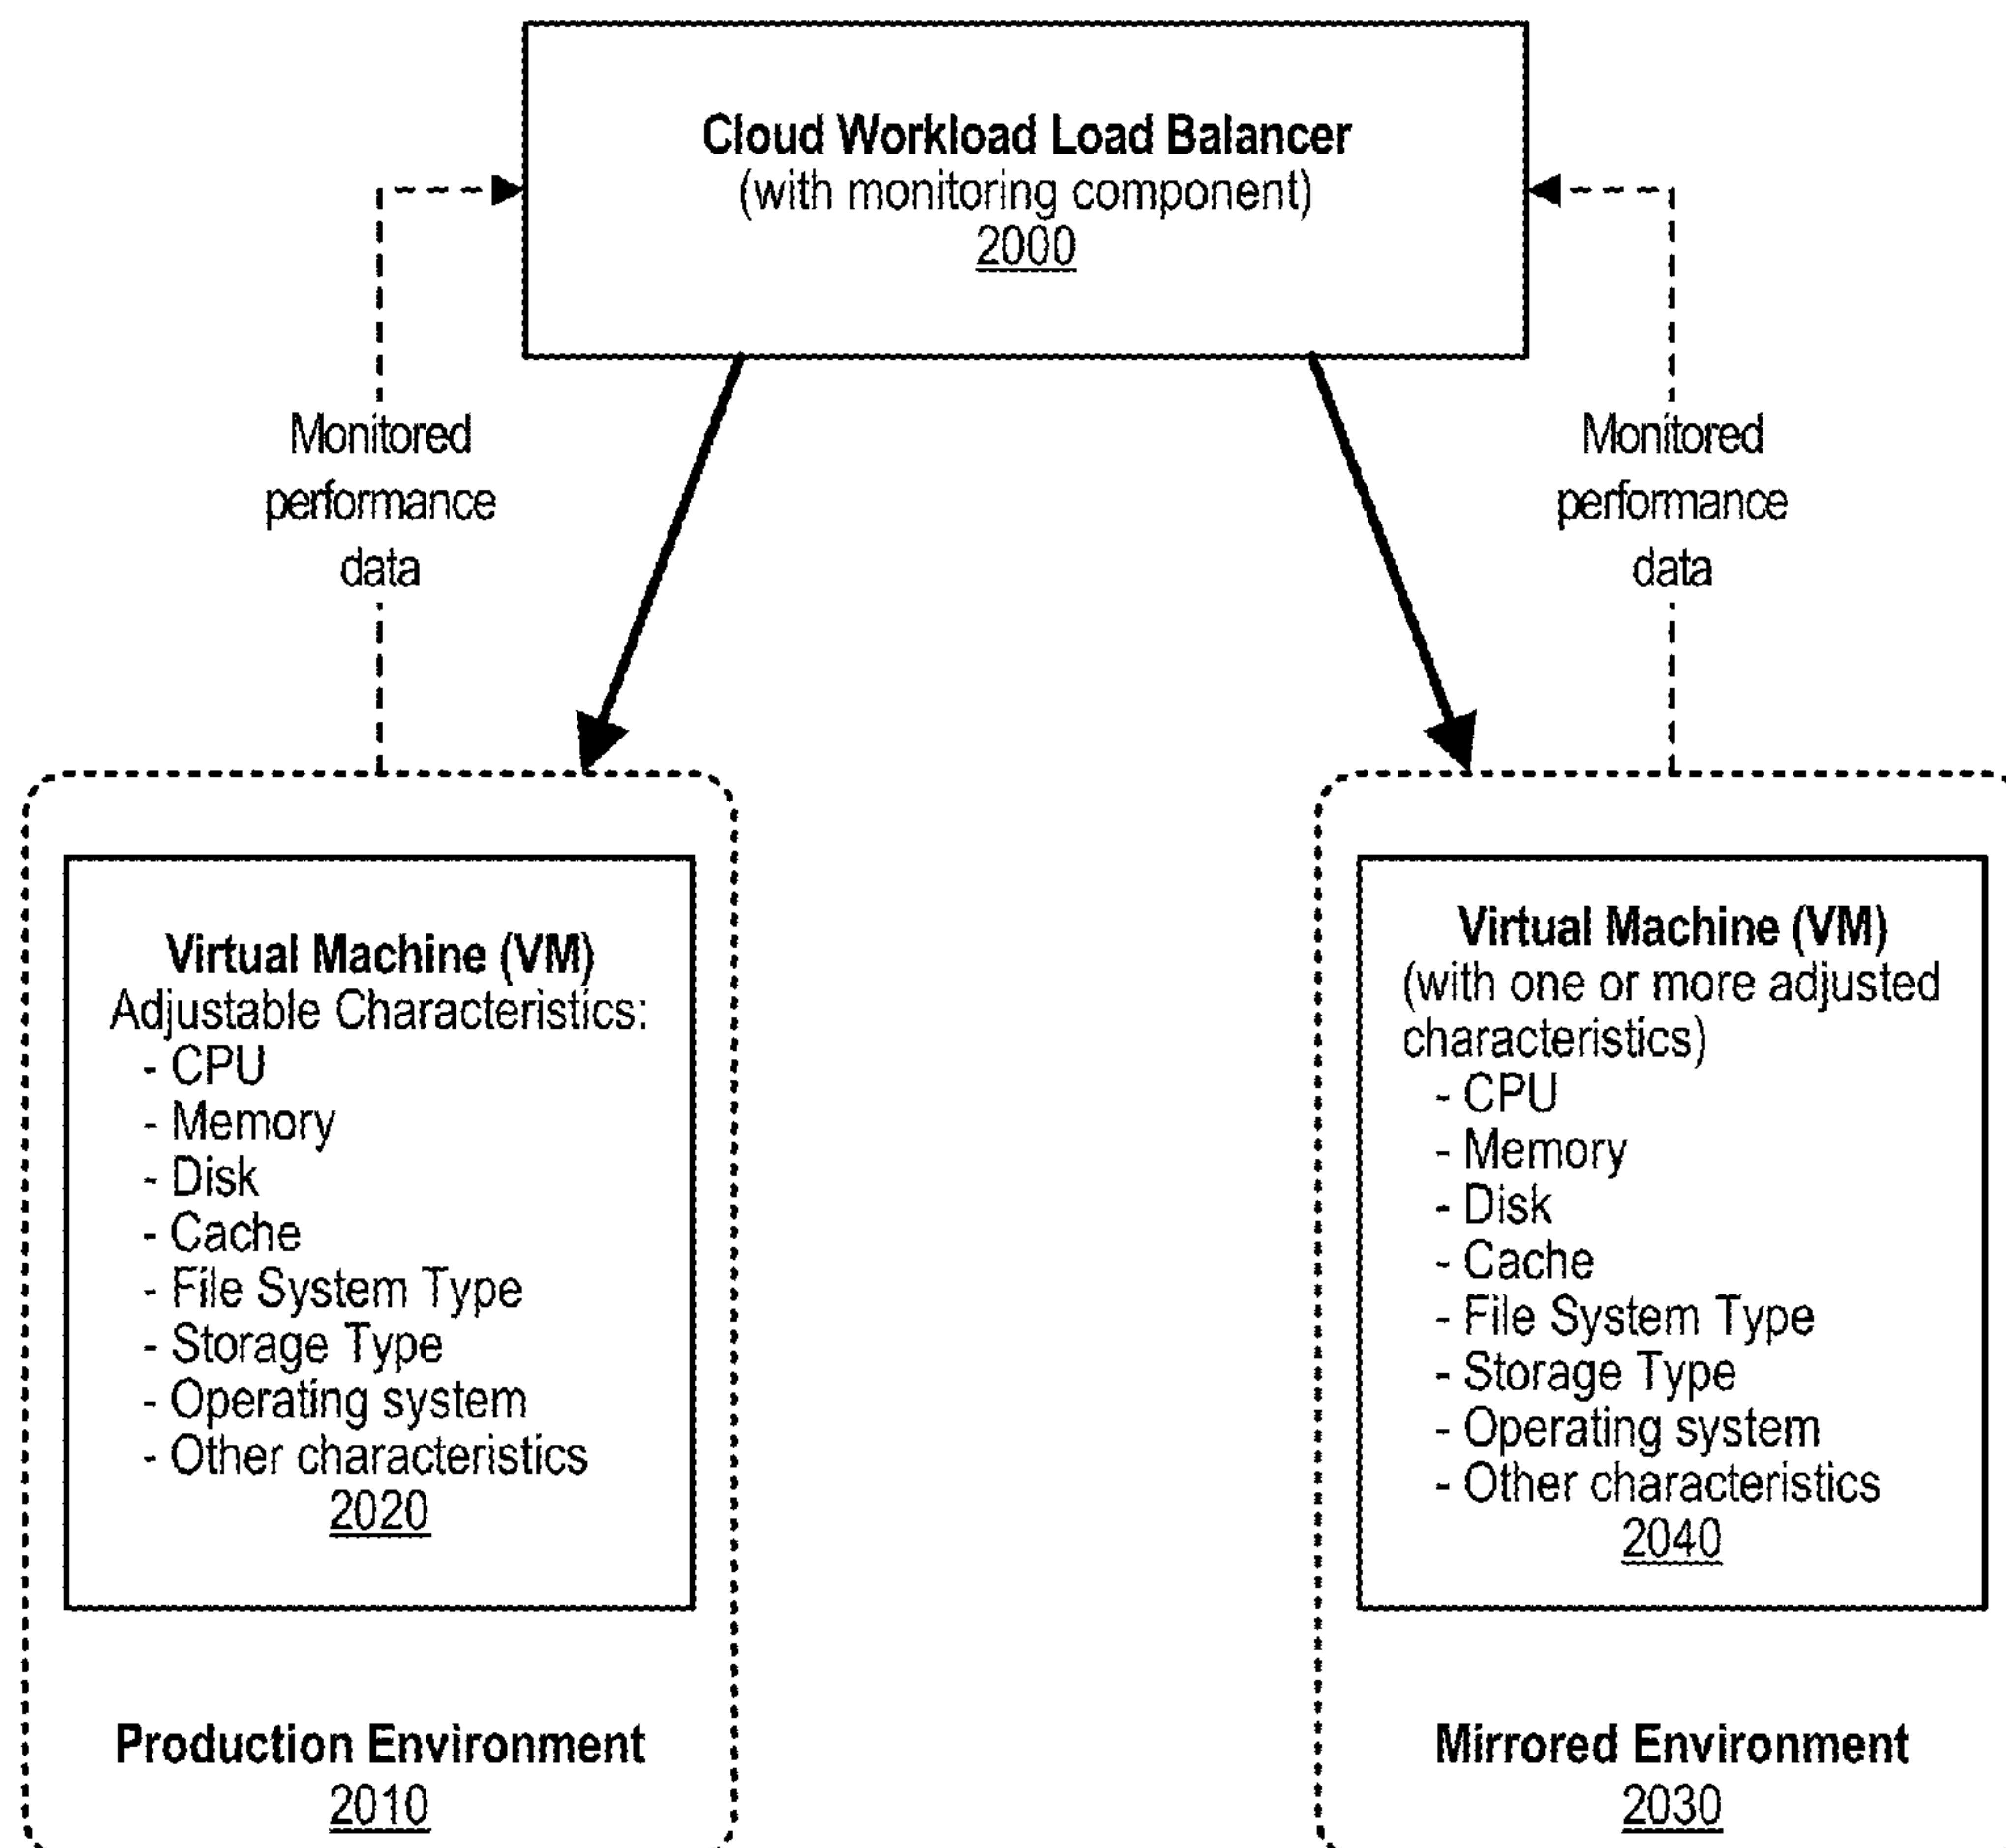 Cloud Workload Load Balancer
(with monitoring component)
2000
Monitored
performance
data
Monitored
performance
data
Virtual Machine (VM)
Adjustable Characteristics:
- CPU
- Memory
- Disk
- Cache
- File System Type
- Storage Type
- Operating system
- Other characteristics
2020
Production Environment
2010
Virtual Machine (VM)
(with one or more adjusted
characteristics)
- CPU
- Memory
- Disk
- Cache
- File System Type
- Storage Type
- Operating system
- Other characteristics
2040
Mirrored Environment
2030